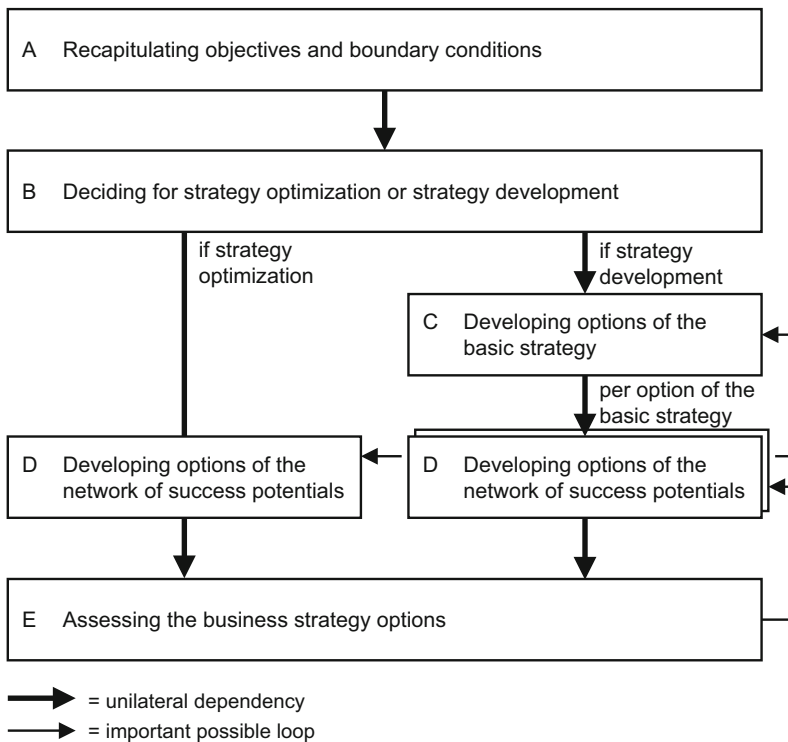 A Recapitulating objectives and boundary conditions
B Deciding for strategy optimization or strategy development
if strategy
optimization
if strategy
development
C Developing options of the
basic strategy
per option of the
basic strategy
D Developing options of the
network of success potentials
D Developing options of the
network of success potentials
E Assessing the business strategy options
= unilateral dependency
= important possible loop